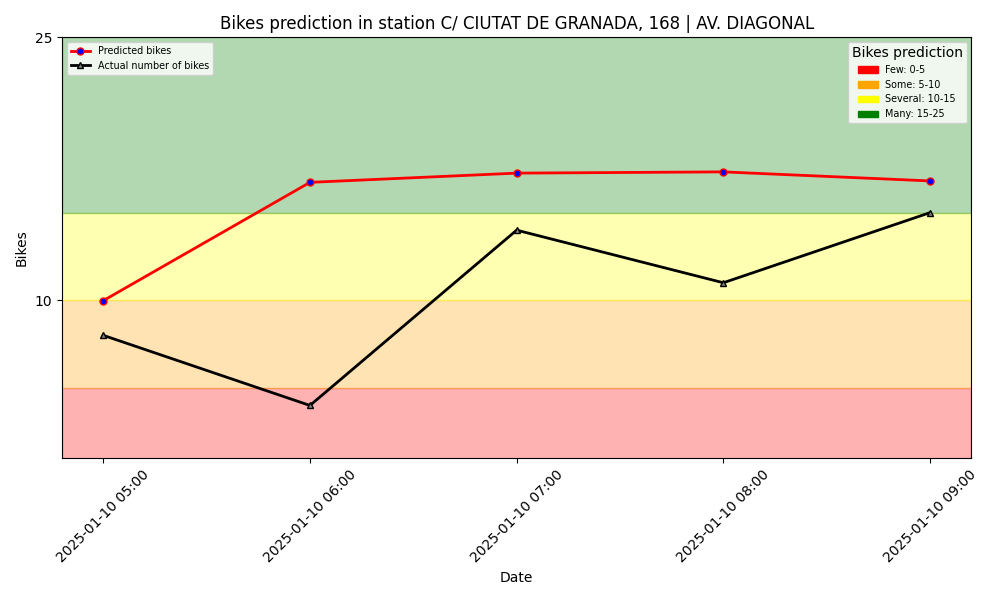 Bikes prediction in station C/ CIUTAT DE GRANADA, 168 | AV. DIAGONAL
25
10
Bikes
Predicted bikes
Actual number of bikes
Bikes prediction
Few: 0-5
Some: 5-10
Several: 10-15
Many: 15-25
2025-01-10 05:00
2025-01-10 06:00
2025-01-10 07:00
2025-01-10 08:00
2025-01-10 09:00
Date